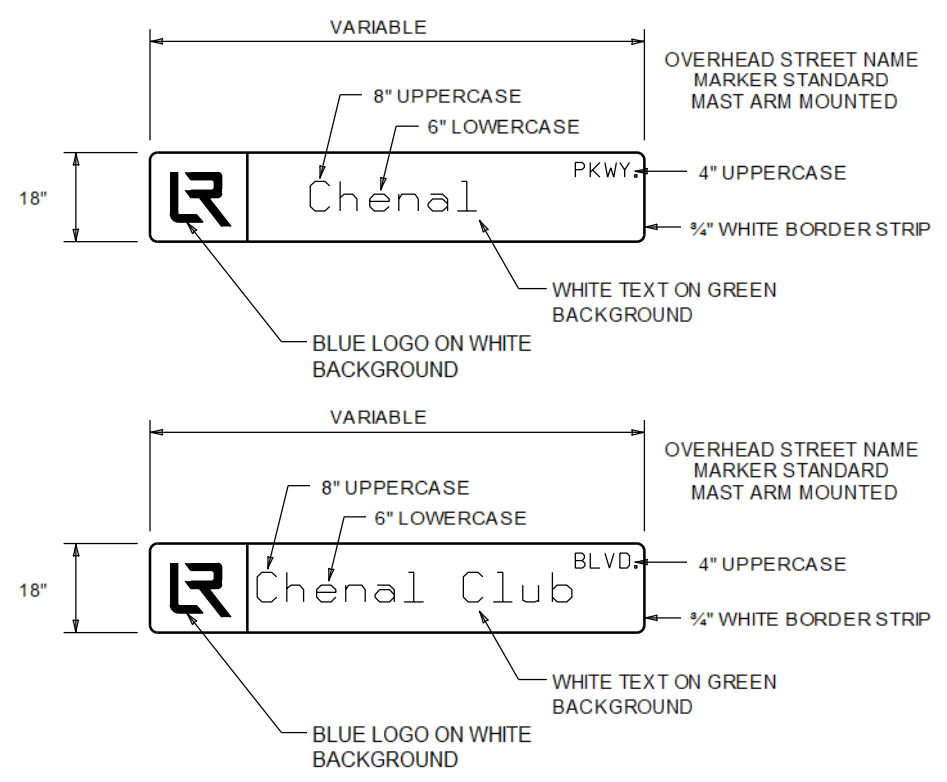 VARIABLE
OVERHEAD STREET NAME
MARKER STANDARD
MAST ARM MOUNTED
8" UPPERCASE
6" LOWERCASE
PKWY.
4" UPPERCASE
18"
LR
Chenal
¾" WHITE BORDER STRIP
WHITE TEXT ON GREEN
BACKGROUND
BLUE LOGO ON WHITE
BACKGROUND
VARIABLE
OVERHEAD STREET NAME
MARKER STANDARD
MAST ARM MOUNTED
8" UPPERCASE
6" LOWERCASE
BLVD.
4" UPPERCASE
18"
LR
Chenal Club
¾" WHITE BORDER STRIP
WHITE TEXT ON GREEN
BACKGROUND
BLUE LOGO ON WHITE
BACKGROUND